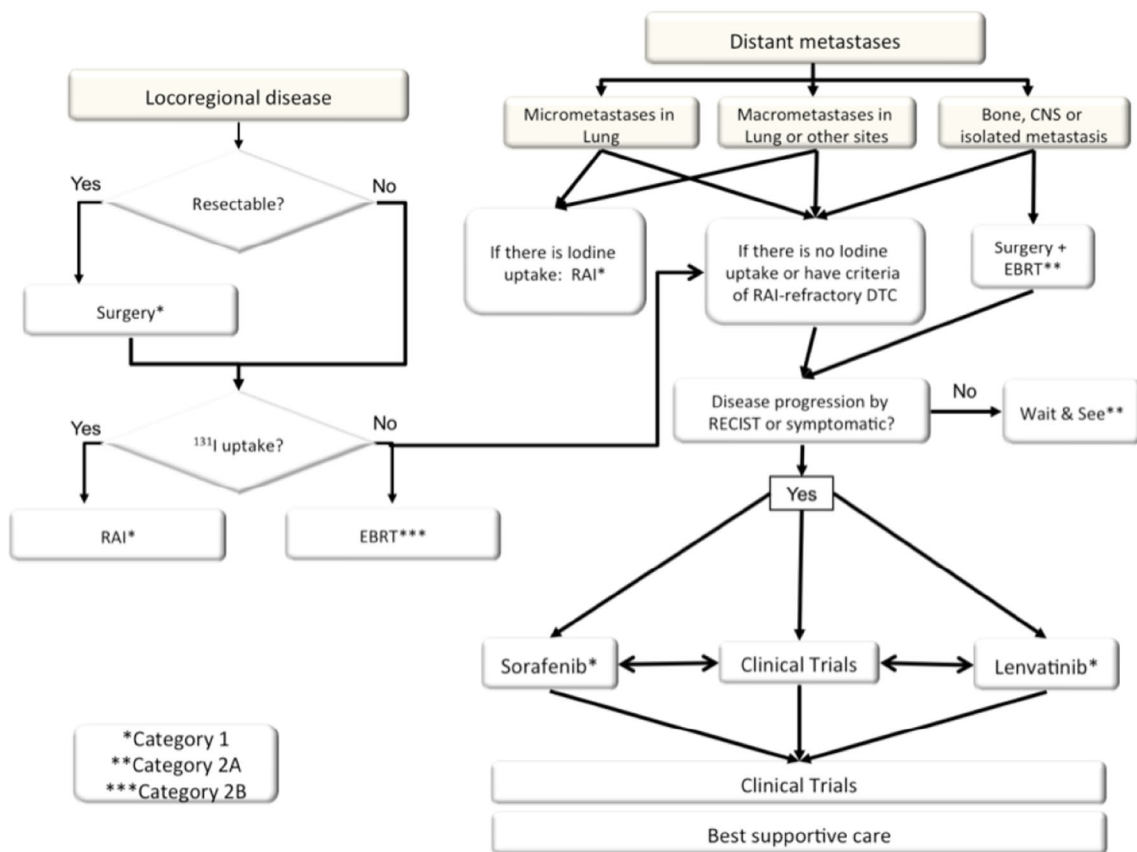 Distant metastases
Locoregional disease
Micrometastases in
Lung
Macrometastases in
Lung or other sites
Bone, CNS or
isolated metastasis
Yes
Resectable?
No
If there is Iodine
uptake: RAI*
If there is no Iodine
uptake or have criteria
of RAI-refractory DTC
Surgery +
EBRT**
Surgery*
Disease progression by
RECIST or symptomatic?
No
Wait & See**
Yes
¹³¹I uptake?
No
Yes
RAI*
EBRT***
Sorafenib*
Clinical Trials
Lenvatinib*
*Category 1
**Category 2A
***Category 2B
Clinical Trials
Best supportive care